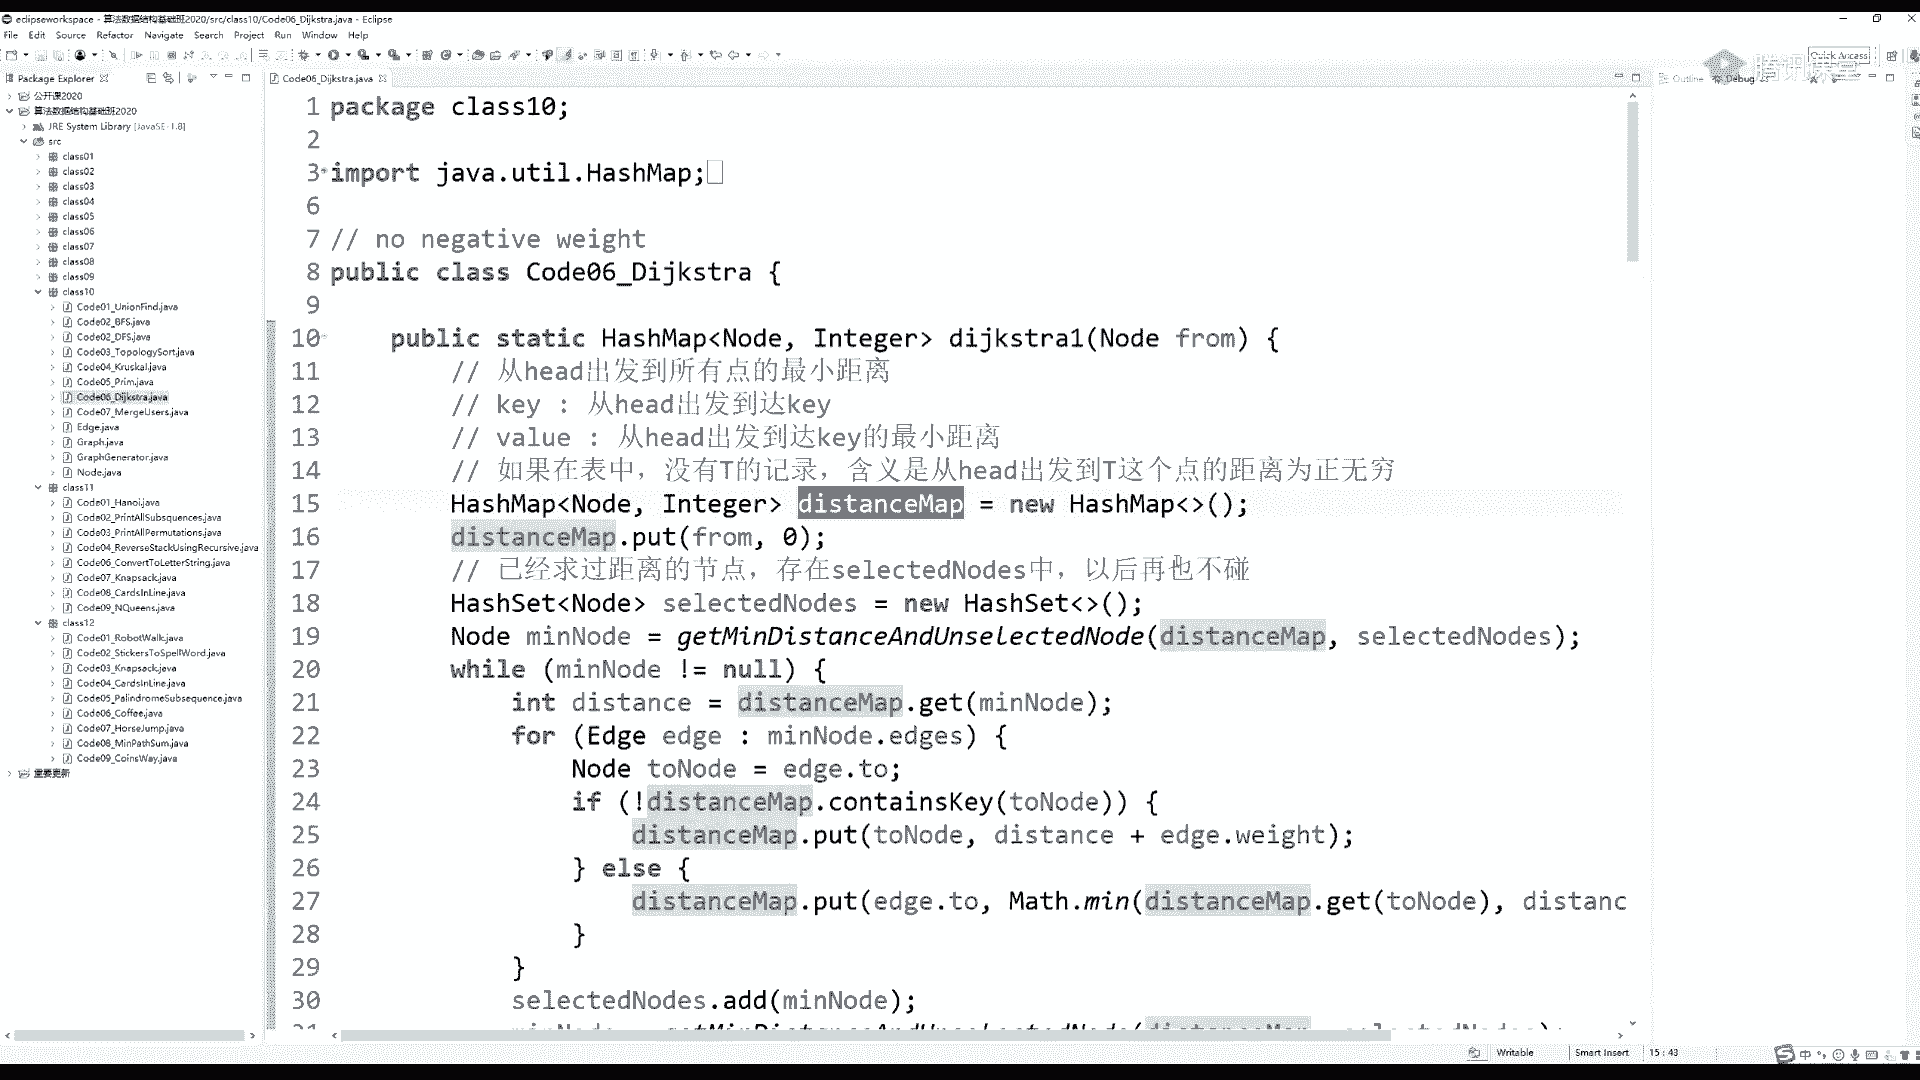 eclipseworkspace - 算法数据结构基础班2020/src/class10/Code06_Dijkstra.java - Eclipse
File Edit Source Refactor Navigate Search Project Run Window Help
Quick Access
腾讯课堂
Package Explorer
Code06_Dijkstra.java
Outline
Debug
公开课2020
算法数据结构基础班2020
JRE System Library [JavaSE-1.8]
src
class01
class02
class03
class04
class05
class06
class07
class08
class09
class10
Code01_UnionFind.java
Code02_BFS.java
Code02_DFS.java
Code03_TopologySort.java
Code04_Kruskal.java
Code05_Prim.java
Code06_Dijkstra.java
Code07_MergeUsers.java
Edge.java
Graph.java
GraphGenerator.java
Node.java
class11
Code01_Hanoi.java
Code02_PrintAllSubsquences.java
Code03_PrintAllPermutations.java
Code04_ReverseStackUsingRecursive.java
Code06_ConvertToLetterString.java
Code07_Knapsack.java
Code08_CardsInLine.java
Code09_NQueens.java
class12
Code01_RobotWalk.java
Code02_StickersToSpellWord.java
Code03_Knapsack.java
Code04_CardsInLine.java
Code05_PalindromeSubsequence.java
Code06_Coffee.java
Code07_HorseJump.java
Code08_MinPathSum.java
Code09_CoinsWay.java
重要更新
1 package class10;
2
3 import java.util.HashMap;
6
7 // no negative weight
8 public class Code06_Dijkstra {
9
10 public static HashMap<Node, Integer> dijkstra1(Node from) {
11 // 从head出发到所有点的最小距离
12 // key : 从head出发到达key
13 // value : 从head出发到达key的最小距离
14 // 如果在表中，没有T的记录，含义是从head出发到T这个点的距离为正无穷
15 HashMap<Node, Integer> distanceMap = new HashMap<>();
16 distanceMap.put(from, 0);
17 // 已经求过距离的节点，存在selectedNodes中，以后再也不碰
18 HashSet<Node> selectedNodes = new HashSet<>();
19 Node minNode = getMinDistanceAndUnselectedNode(distanceMap, selectedNodes);
20 while (minNode != null) {
21 int distance = distanceMap.get(minNode);
22 for (Edge edge : minNode.edges) {
23 Node toNode = edge.to;
24 if (!distanceMap.containsKey(toNode)) {
25 distanceMap.put(toNode, distance + edge.weight);
26 } else {
27 distanceMap.put(edge.to, Math.min(distanceMap.get(toNode), distanc
28 }
29 }
30 selectedNodes.add(minNode);
Writable Smart Insert 15 : 43
中